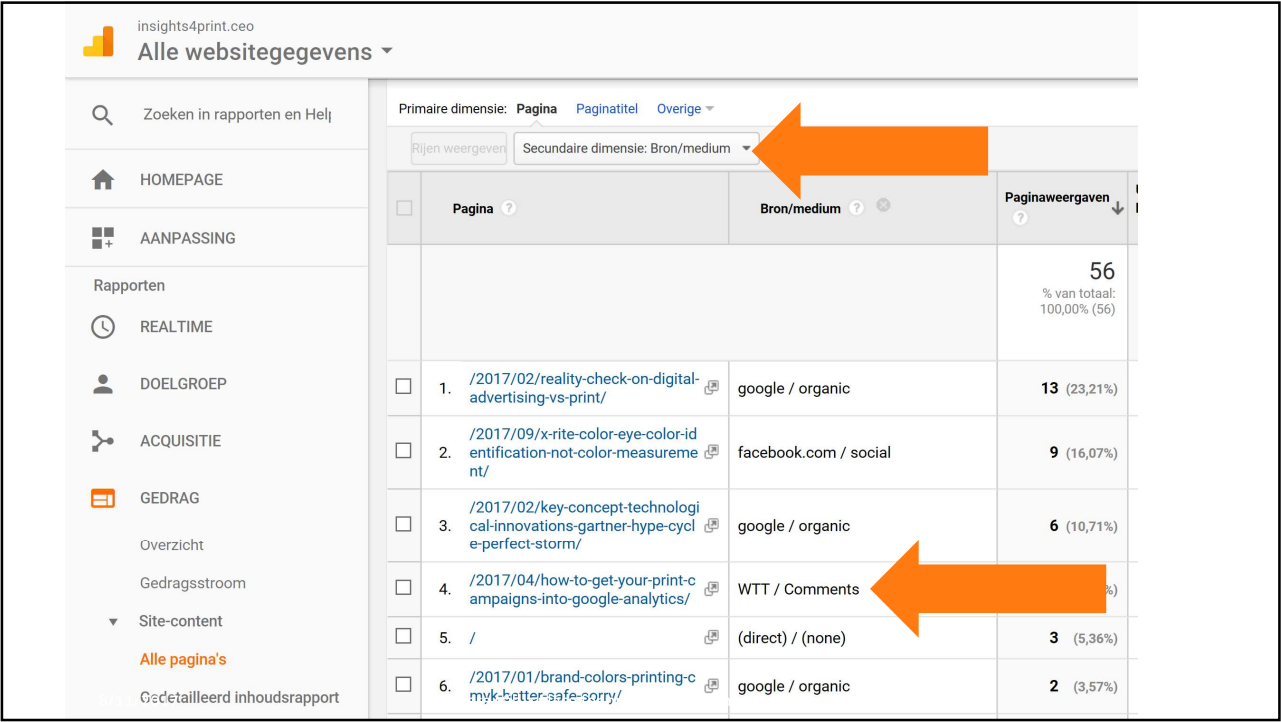 insights4print.ceo
Alle websitegegevens
Zoeken in rapporten en Help
HOMEPAGE
AANPASSING
Rapporten
REALTIME
DOELGROEP
ACQUISITIE
GEDRAG
Overzicht
Gedragsstroom
Site-content
Alle pagina's
Gedetailleerd inhoudsrapport
Primaire dimensie: Pagina Paginatitel Overige
Rijen weergeven Secundaire dimensie: Bron/medium
Pagina ? Bron/medium ? Paginaweergaven
?
56
% van totaal:
100,00% (56)
1. /2017/02/reality-check-on-digital-
advertising-vs-print/
google / organic 13 (23,21%)
2. /2017/09/x-rite-color-eye-color-id
entification-not-color-measureme
nt/
facebook.com / social 9 (16,07%)
3. /2017/02/key-concept-technologi
cal-innovations-gartner-hype-cycl
e-perfect-storm/
google / organic 6 (10,71%)
4. /2017/04/how-to-get-your-print-c
ampaigns-into-google-analytics/
WTT / Comments %)
5. / (direct) / (none) 3 (5,36%)
6. /2017/01/brand-colors-printing-c
myk-better-safe-sorry/
google / organic 2 (3,57%)